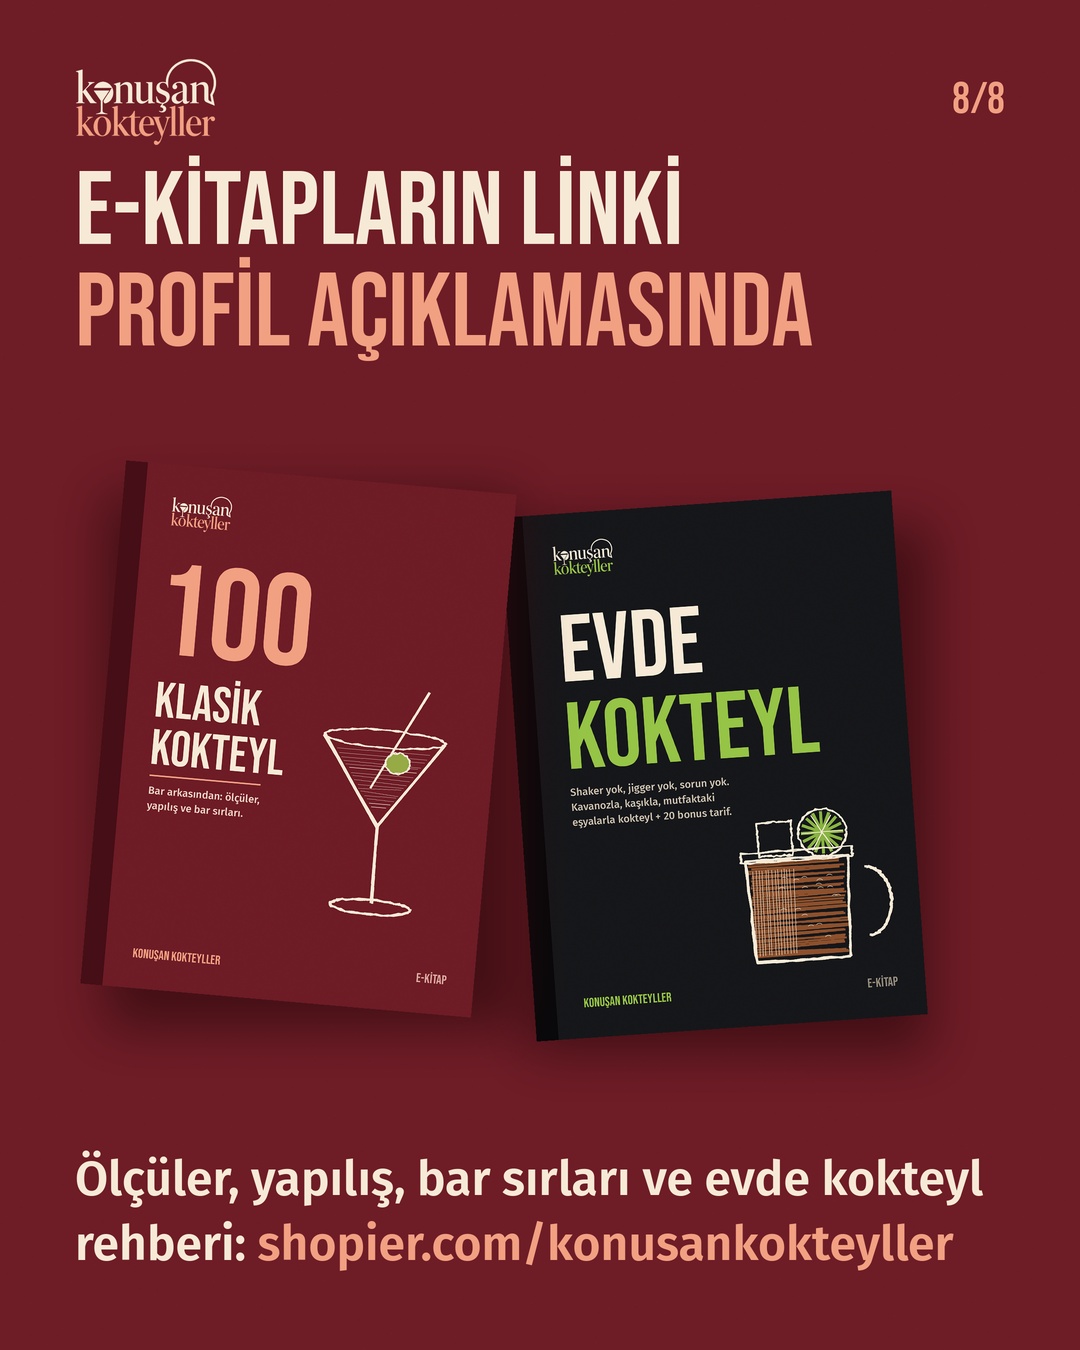 konuşan
kokteyller
8/8
E-KİTAPLARIN LİNKİ
PROFİL AÇIKLAMASINDA
konuşan
kokteyller
100
KLASİK
KOKTEYL
Bar arkasından: ölçüler,
yapılış ve bar sırları.
KONUŞAN KOKTEYLLER
E-KİTAP
konuşan
kokteyller
EVDE
KOKTEYL
Shaker yok, jigger yok, sorun yok.
Kavanozla, kaşıkla, mutfaktaki
eşyalarla kokteyl + 20 bonus tarif.
KONUŞAN KOKTEYLLER
E-KİTAP
Ölçüler, yapılış, bar sırları ve evde kokteyl
rehberi: shopier.com/konusankokteyller